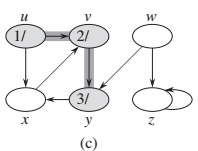 u v w
1/ 2/
3/
x y z
(c)